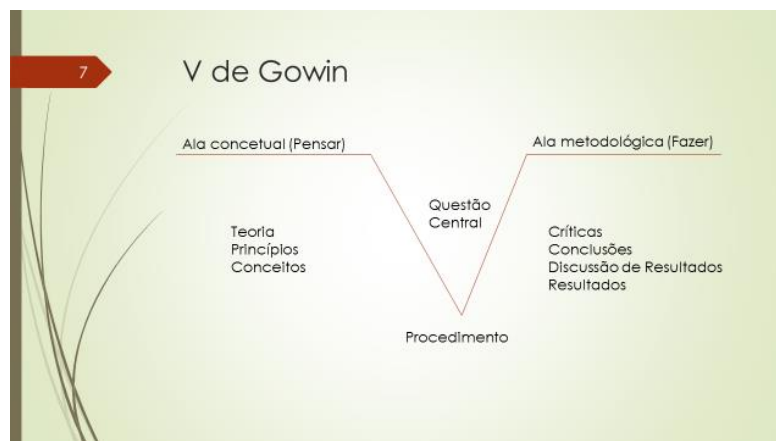 7
V de Gowin
Ala concetual (Pensar)
Ala metodológica (Fazer)
Questão
Central
Teoria
Princípios
Conceitos
Críticas
Conclusões
Discussão de Resultados
Resultados
Procedimento